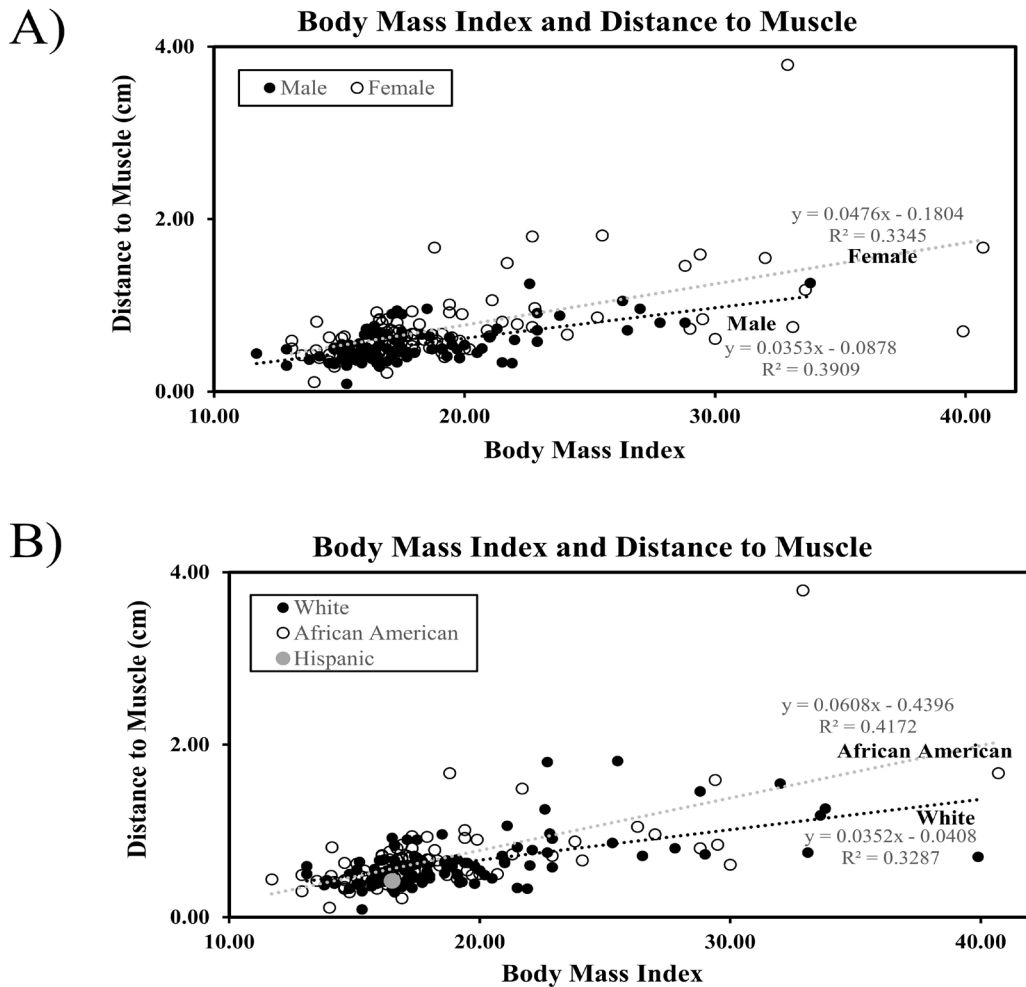 A)
Body Mass Index and Distance to Muscle
4.00
Male Female
Distance to Muscle (cm)
y = 0.0476x - 0.1804
R² = 0.3345
2.00
Female
Male
y = 0.0353x - 0.0878
R² = 0.3909
0.00
10.00 20.00 30.00 40.00
Body Mass Index
B)
Body Mass Index and Distance to Muscle
4.00
White
African American
Hispanic
Distance to Muscle (cm)
y = 0.0608x - 0.4396
R² = 0.4172
2.00
African American
White
y = 0.0352x - 0.0408
R² = 0.3287
0.00
10.00 20.00 30.00 40.00
Body Mass Index